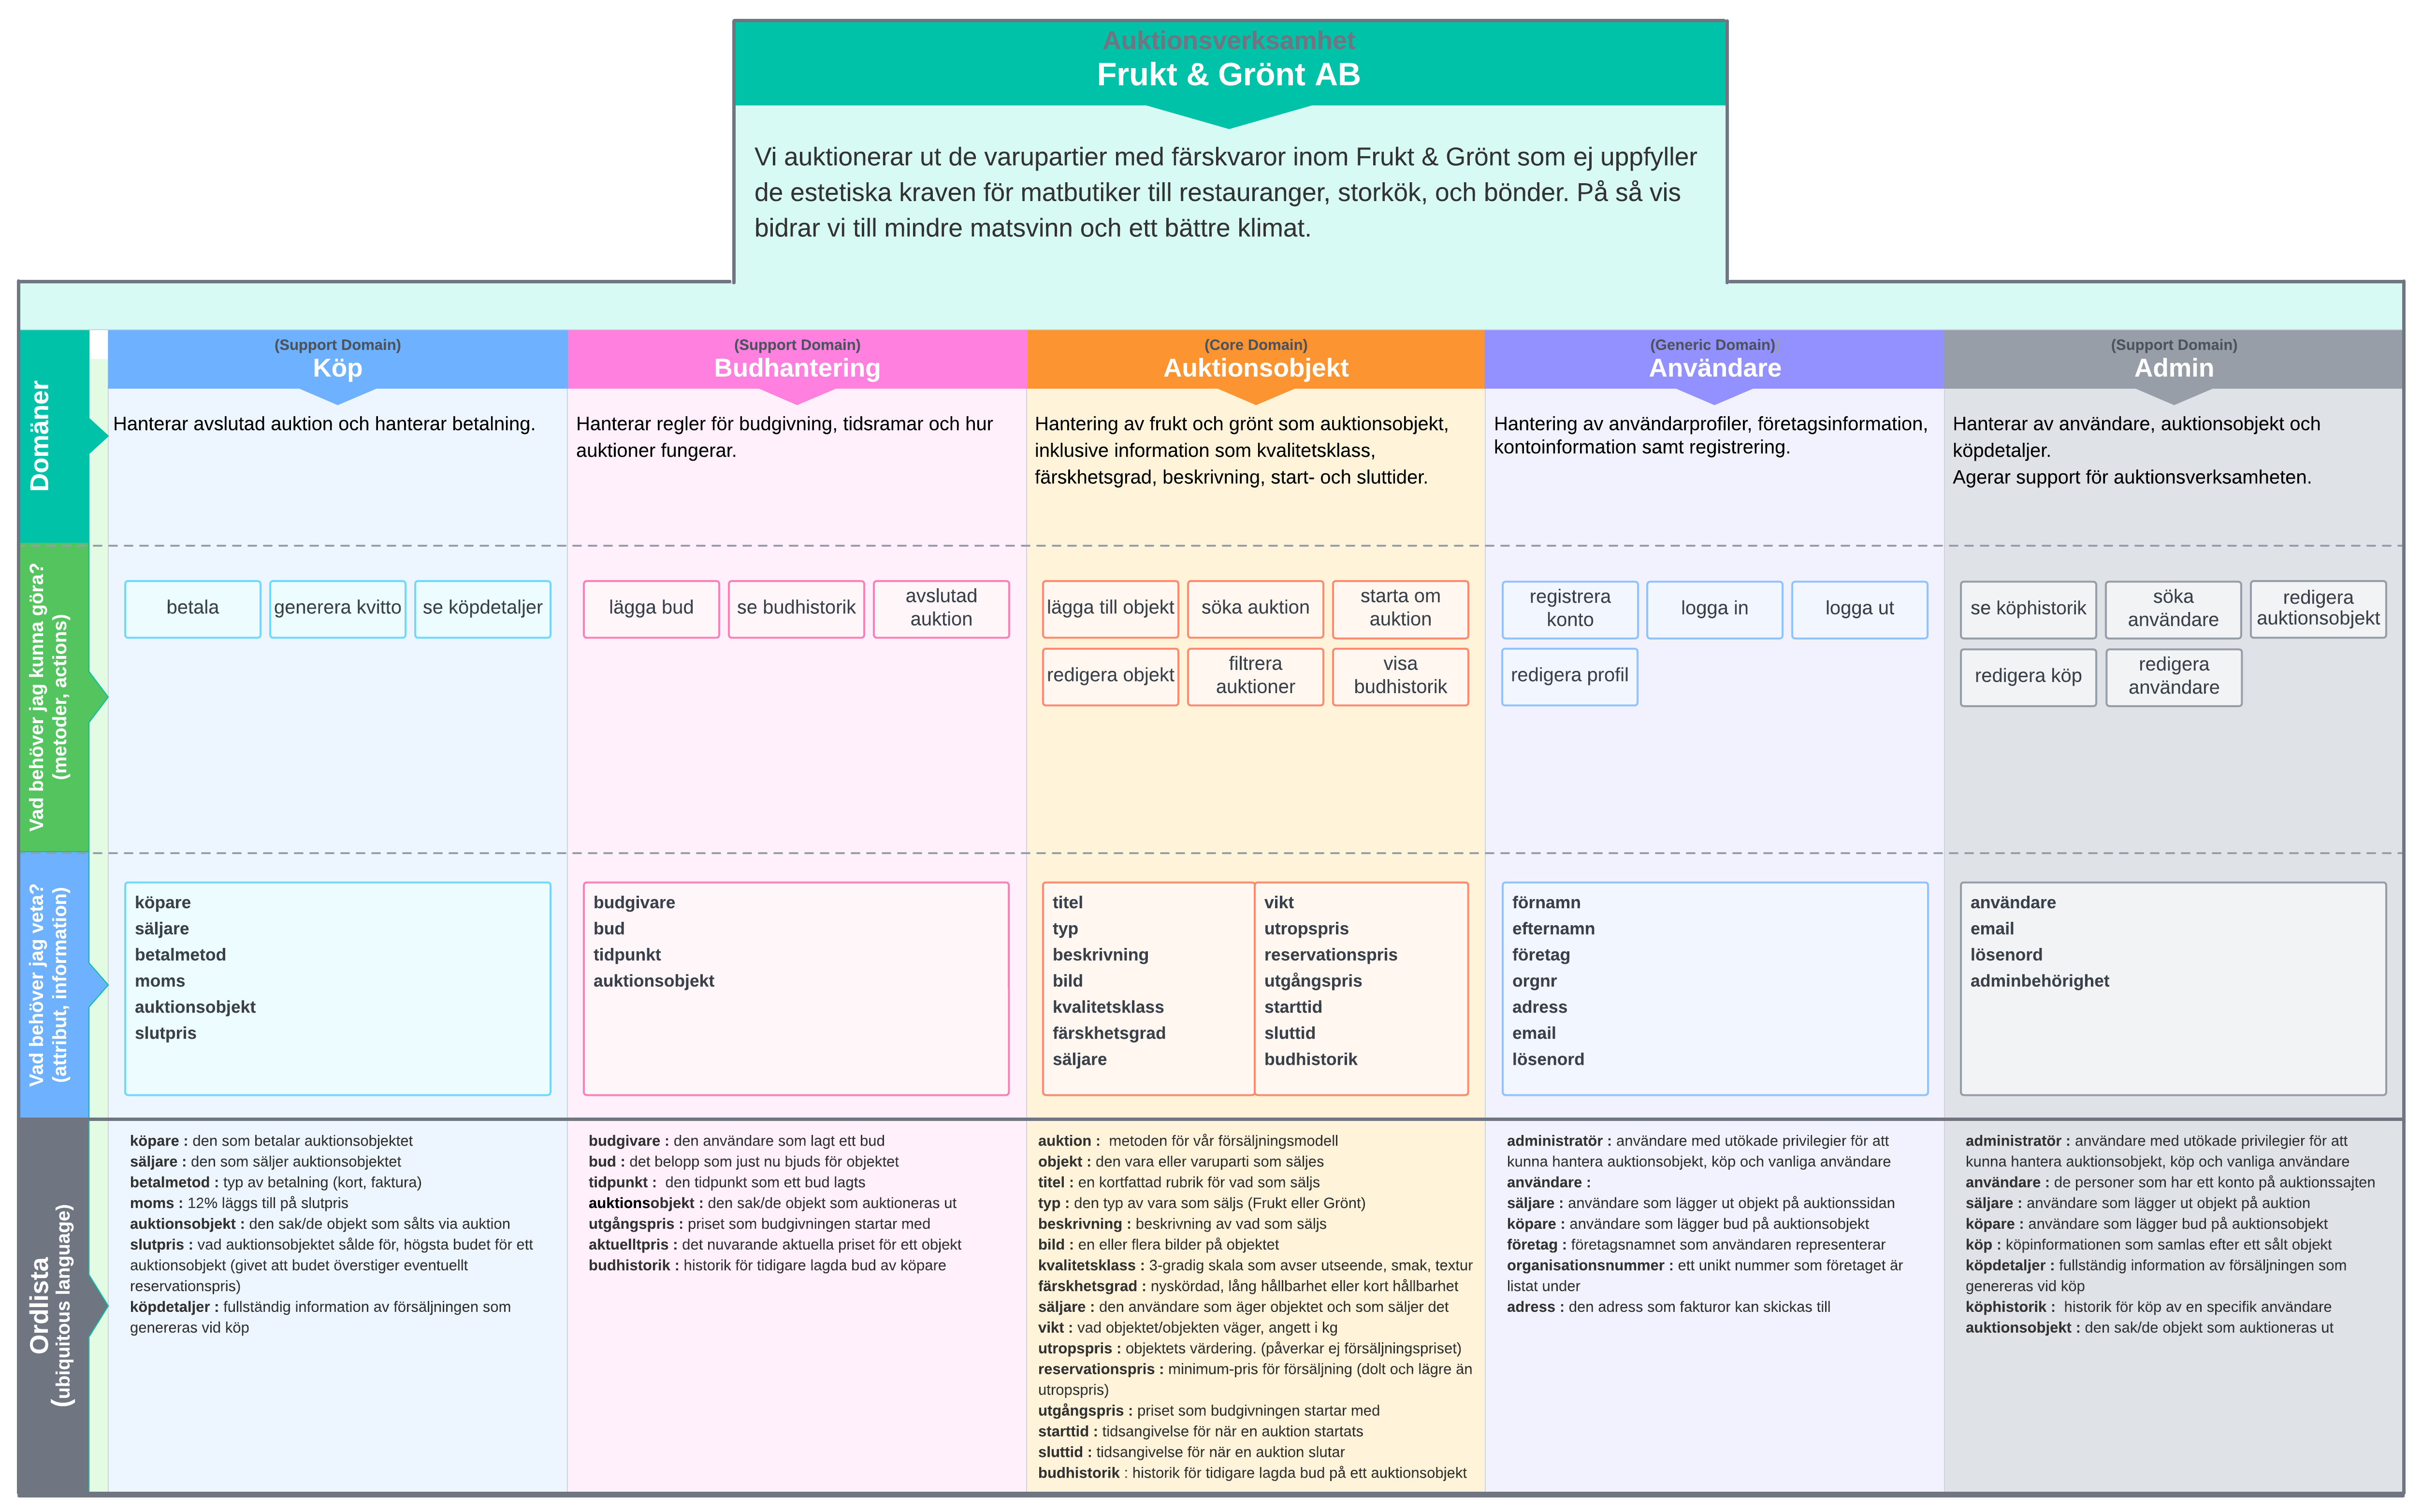 Auktionsverksamhet
Frukt & Grönt AB
Vi auktionerar ut de varupartier med färskvaror inom Frukt & Grönt som ej uppfyller
de estetiska kraven för matbutiker till restauranger, storkök, och bönder. På så vis
bidrar vi till mindre matsvinn och ett bättre klimat.
Domäner
(Support Domain)
Köp
Hanterar avslutad auktion och hanterar betalning.
(Support Domain)
Budhantering
Hanterar regler för budgivning, tidsramar och hur
auktioner fungerar.
(Core Domain)
Auktionsobjekt
Hantering av frukt och grönt som auktionsobjekt,
inklusive information som kvalitetsklass,
färskhetsgrad, beskrivning, start- och sluttider.
(Generic Domain)
Användare
Hantering av användarprofiler, företagsinformation,
kontoinformation samt registrering.
(Support Domain)
Admin
Hanterar av användare, auktionsobjekt och
köpdetaljer.
Agerar support för auktionsverksamheten.
Vad behöver jag kunna göra?
(metoder, actions)
betala
generera kvitto
se köpdetaljer
lägga bud
se budhistorik
avslutad
auktion
lägga till objekt
söka auktion
starta om
auktion
redigera objekt
filtrera
auktioner
visa
budhistorik
registrera
konto
logga in
logga ut
redigera profil
se köphistorik
söka
användare
redigera
auktionsobjekt
redigera köp
redigera
användare
Vad behöver jag veta?
(attribut, information)
köpare
säljare
betalmetod
moms
auktionsobjekt
slutpris
budgivare
bud
tidpunkt
auktionsobjekt
titel
typ
beskrivning
bild
kvalitetsklass
färskhetsgrad
säljare
vikt
utropspris
reservationspris
utgångspris
starttid
sluttid
budhistorik
förnamn
efternamn
företag
orgnr
adress
email
lösenord
användare
email
lösenord
adminbehörighet
Ordlista
(ubiquitous language)
köpare : den som betalar auktionsobjektet
säljare : den som säljer auktionsobjektet
betalmetod : typ av betalning (kort, faktura)
moms : 12% läggs till på slutpris
auktionsobjekt : den sak/de objekt som sålts via auktion
slutpris : vad auktionsobjektet sålde för, högsta budet för ett
auktionsobjekt (givet att budet överstiger eventuellt
reservationspris)
köpdetaljer : fullständig information av försäljningen som
genereras vid köp
budgivare : den användare som lagt ett bud
bud : det belopp som just nu bjuds för objektet
tidpunkt :  den tidpunkt som ett bud lagts
auktionsobjekt : den sak/de objekt som auktioneras ut
utgångspris : priset som budgivningen startar med
aktuelltpris : det nuvarande aktuella priset för ett objekt
budhistorik : historik för tidigare lagda bud av köpare
auktion :  metoden för vår försäljningsmodell
objekt : den vara eller varuparti som säljes
titel : en kortfattad rubrik för vad som säljs
typ : den typ av vara som säljs (Frukt eller Grönt)
beskrivning : beskrivning av vad som säljs
bild : en eller flera bilder på objektet
kvalitetsklass : 3-gradig skala som avser utseende, smak, textur
färskhetsgrad : nyskördad, lång hållbarhet eller kort hållbarhet
säljare : den användare som äger objektet och som säljer det
vikt : vad objektet/objekten väger, angett i kg
utropspris : objektets värdering. (påverkar ej försäljningspriset)
reservationspris : minimum-pris för försäljning (dolt och lägre än
utropspris)
utgångspris : priset som budgivningen startar med
starttid : tidsangivelse för när en auktion startats
sluttid : tidsangivelse för när en auktion slutar
budhistorik : historik för tidigare lagda bud på ett auktionsobjekt
administratör : användare med utökade privilegier för att
kunna hantera auktionsobjekt, köp och vanliga användare
användare :
säljare : användare som lägger ut objekt på auktionssidan
köpare : användare som lägger bud på auktionsobjekt
företag : företagsnamnet som användaren representerar
organisationsnummer : ett unikt nummer som företaget är
listat under
adress : den adress som fakturor kan skickas till
administratör : användare med utökade privilegier för att
kunna hantera auktionsobjekt, köp och vanliga användare
användare : de personer som har ett konto på auktionssajten
säljare : användare som lägger ut objekt på auktion
köpare : användare som lägger bud på auktionsobjekt
köp : köpinformationen som samlas efter ett sålt objekt
köpdetaljer : fullständig information av försäljningen som
genereras vid köp
köphistorik :  historik för köp av en specifik användare
auktionsobjekt : den sak/de objekt som auktioneras ut